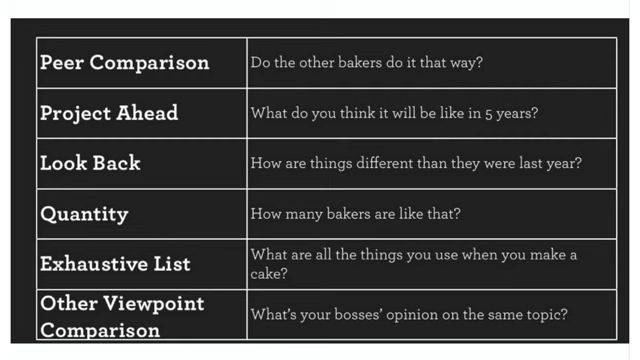 Peer Comparison
Do the other bakers do it that way?
Project Ahead
What do you think it will be like in 5 years?
Look Back
How are things different than they were last year?
Quantity
How many bakers are like that?
Exhaustive List
What are all the things you use when you make a
cake?
Other Viewpoint
Comparison
What's your bosses' opinion on the same topic?